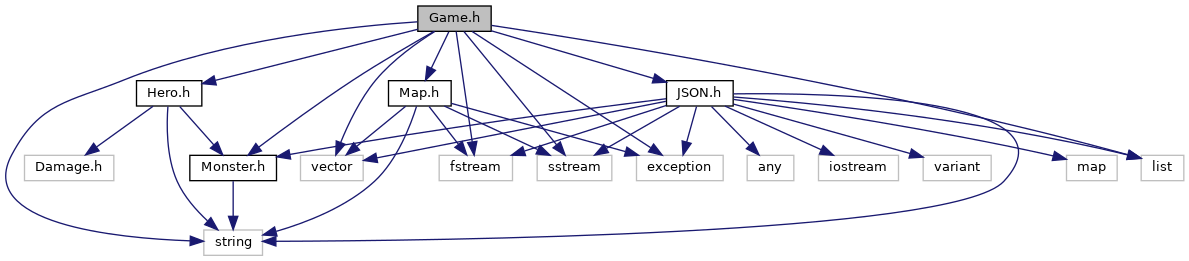 Game.h
Hero.h
Map.h
JSON.h
Damage.h
Monster.h
vector
fstream
sstream
exception
any
iostream
variant
map
list
string